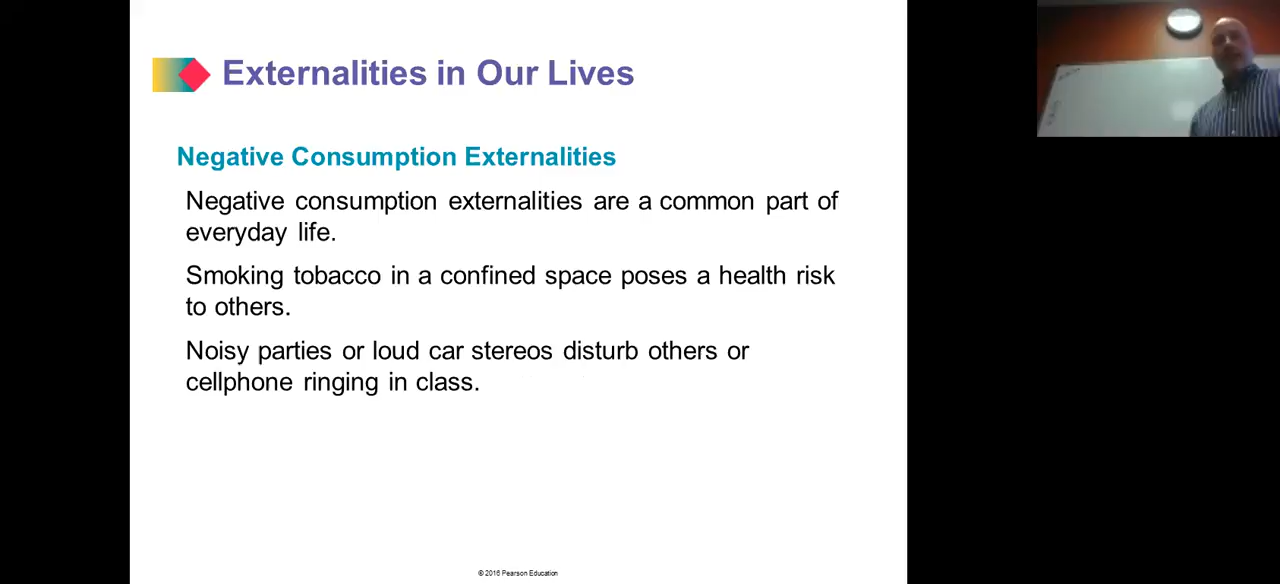 Externalities in Our Lives
Negative Consumption Externalities
Negative consumption externalities are a common part of
everyday life.
Smoking tobacco in a confined space poses a health risk
to others.
Noisy parties or loud car stereos disturb others or
cellphone ringing in class.
© 2016 Pearson Education